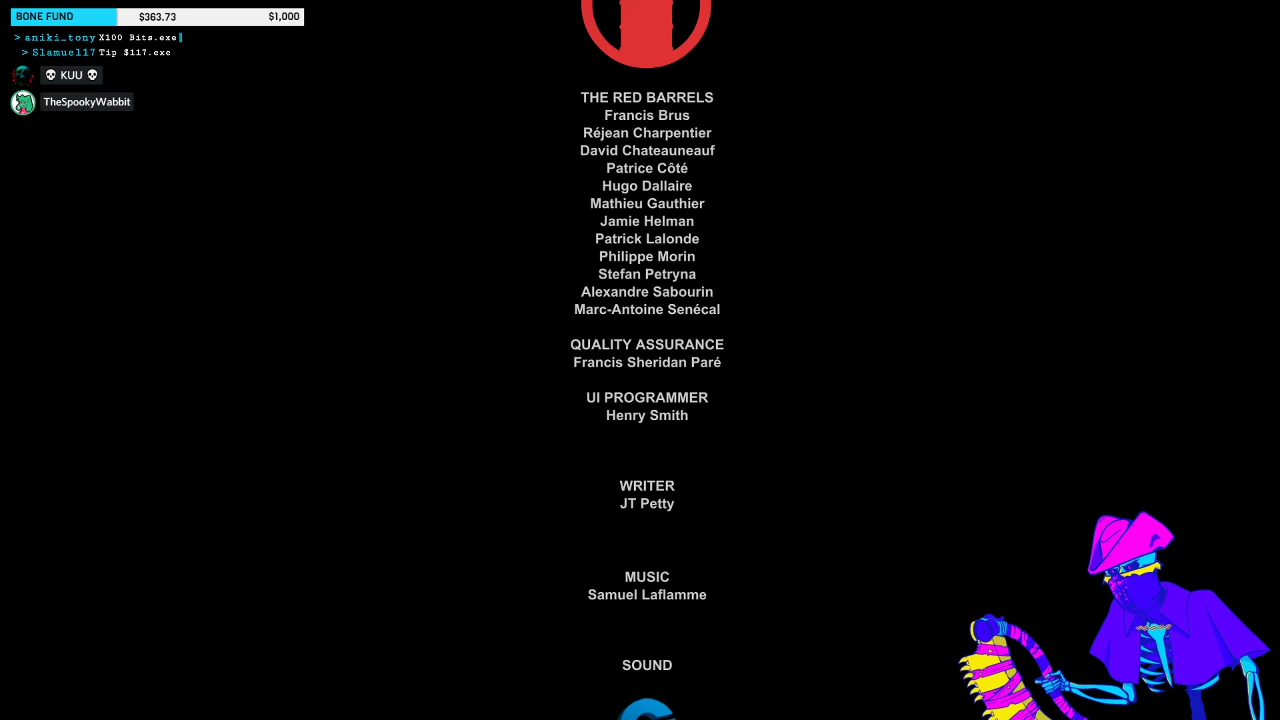 BONE FUND $363.73 $1,000
> aniki_tony X100 Bits.exe
> Slamuel17 Tip $117.exe
💀 KUU 💀
TheSpookyWabbit
THE RED BARRELS
Francis Brus
Réjean Charpentier
David Chateauneuf
Patrice Côté
Hugo Dallaire
Mathieu Gauthier
Jamie Helman
Patrick Lalonde
Philippe Morin
Stefan Petryna
Alexandre Sabourin
Marc-Antoine Senécal
QUALITY ASSURANCE
Francis Sheridan Paré
UI PROGRAMMER
Henry Smith
WRITER
JT Petty
MUSIC
Samuel Laflamme
SOUND